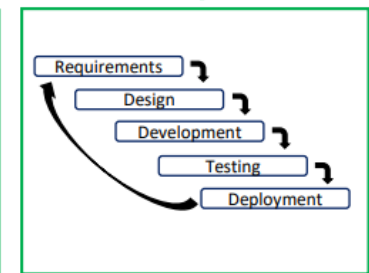 Requirements
Design
Development
Testing
Deployment